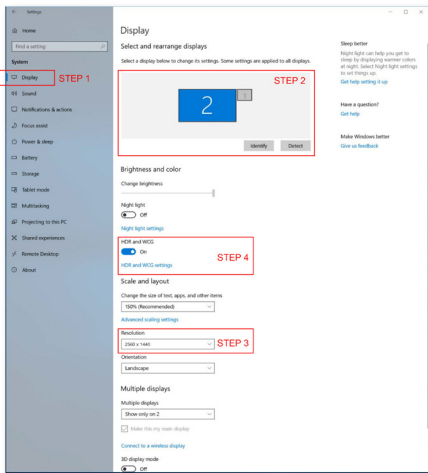 Settings
Home
Find a setting
System
Display
STEP 1
Sound
Notifications & actions
Focus assist
Power & sleep
Battery
Storage
Tablet mode
Multitasking
Projecting to this PC
Shared experiences
Remote Desktop
About
Display
Select and rearrange displays
Select a display below to change its settings. Some settings are applied to all displays.
STEP 2
2
1
Identify
Detect
Brightness and color
Change brightness
Night light
Off
Night light settings
HDR and WCG
On
STEP 4
HDR and WCG settings
Scale and layout
Change the size of text, apps, and other items
150% (Recommended)
Advanced scaling settings
Resolution
2560 x 1440
STEP 3
Orientation
Landscape
Multiple displays
Multiple displays
Show only on 2
Make this my main display
Connect to a wireless display
3D display mode
Off
Sleep better
Night light can help you get to
sleep by displaying warmer colors
at night. Select Night light settings
to set things up.
Get help setting it up
Have a question?
Get help
Make Windows better
Give us feedback